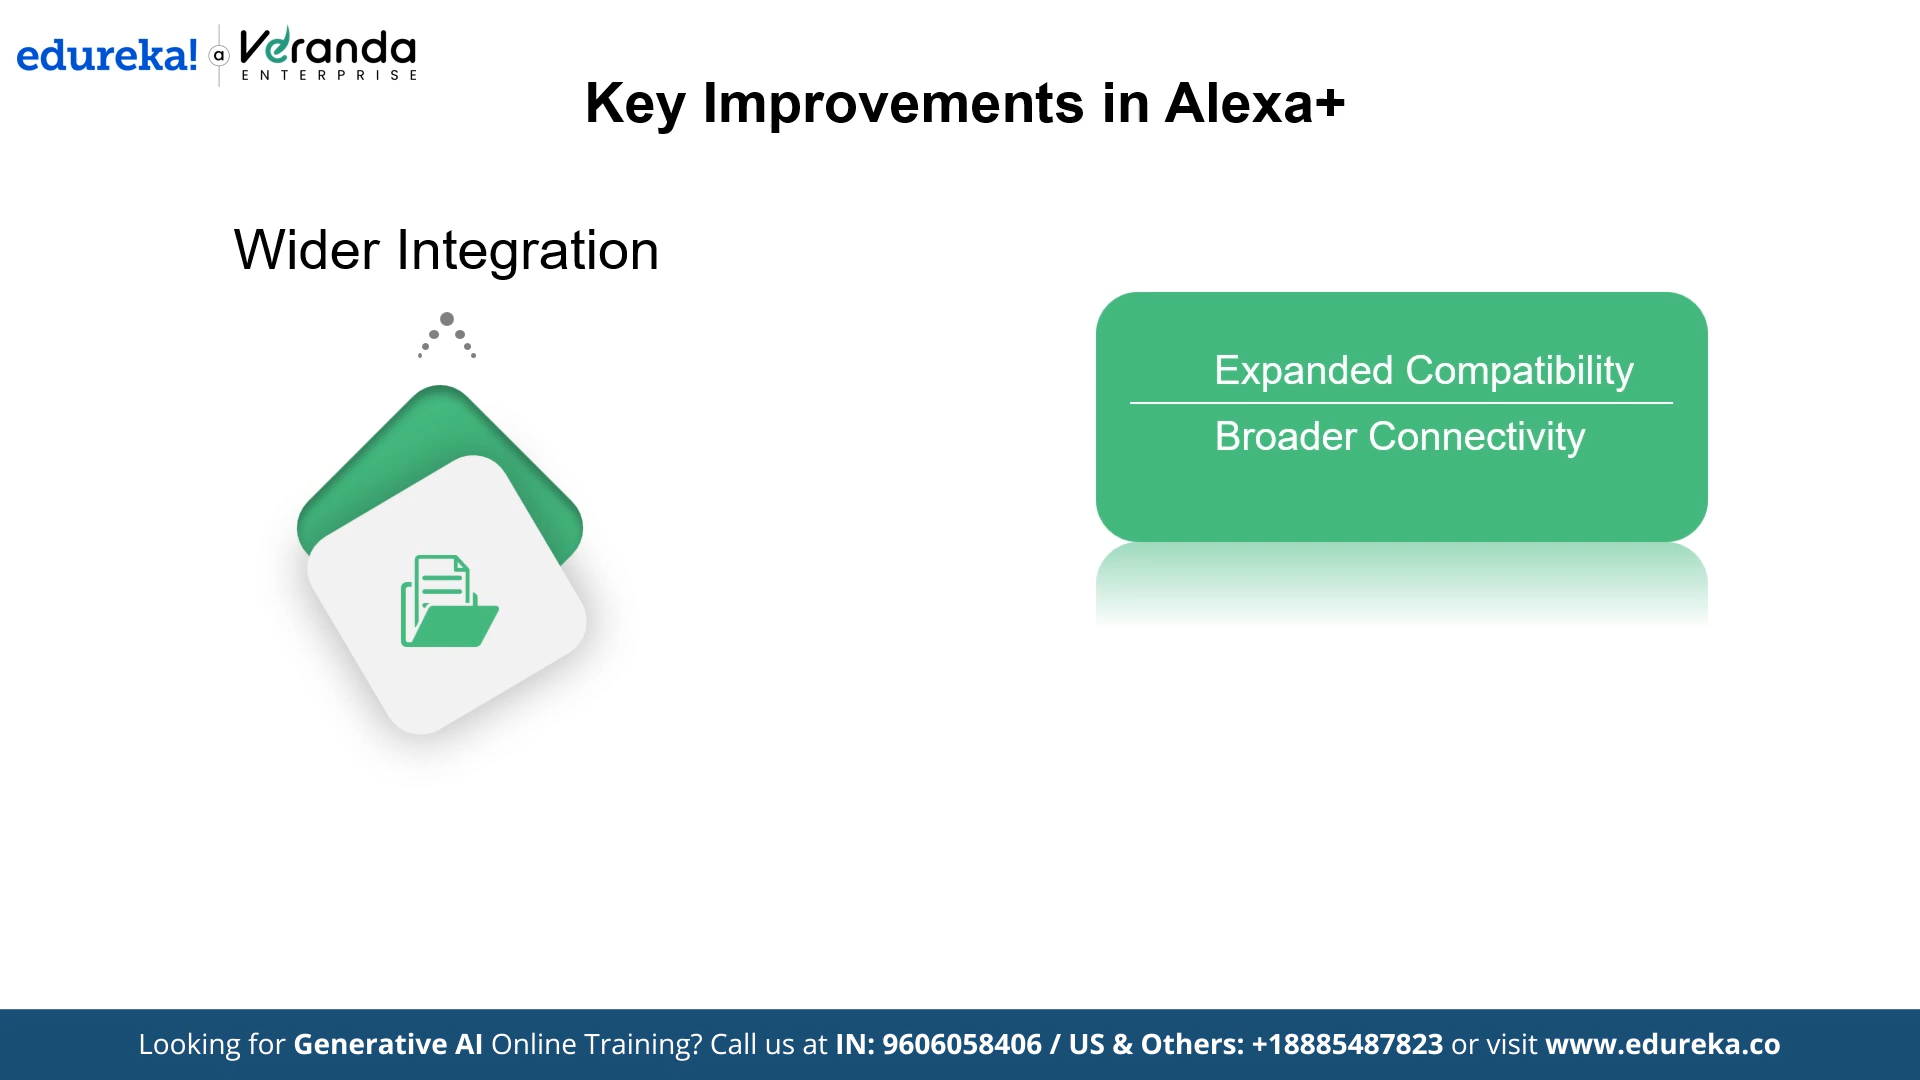 edureka! a Veranda
ENTERPRISE
Key Improvements in Alexa+
Wider Integration
Expanded Compatibility
Broader Connectivity
Looking for Generative AI Online Training? Call us at IN: 9606058406 / US & Others: +18885487823 or visit www.edureka.co